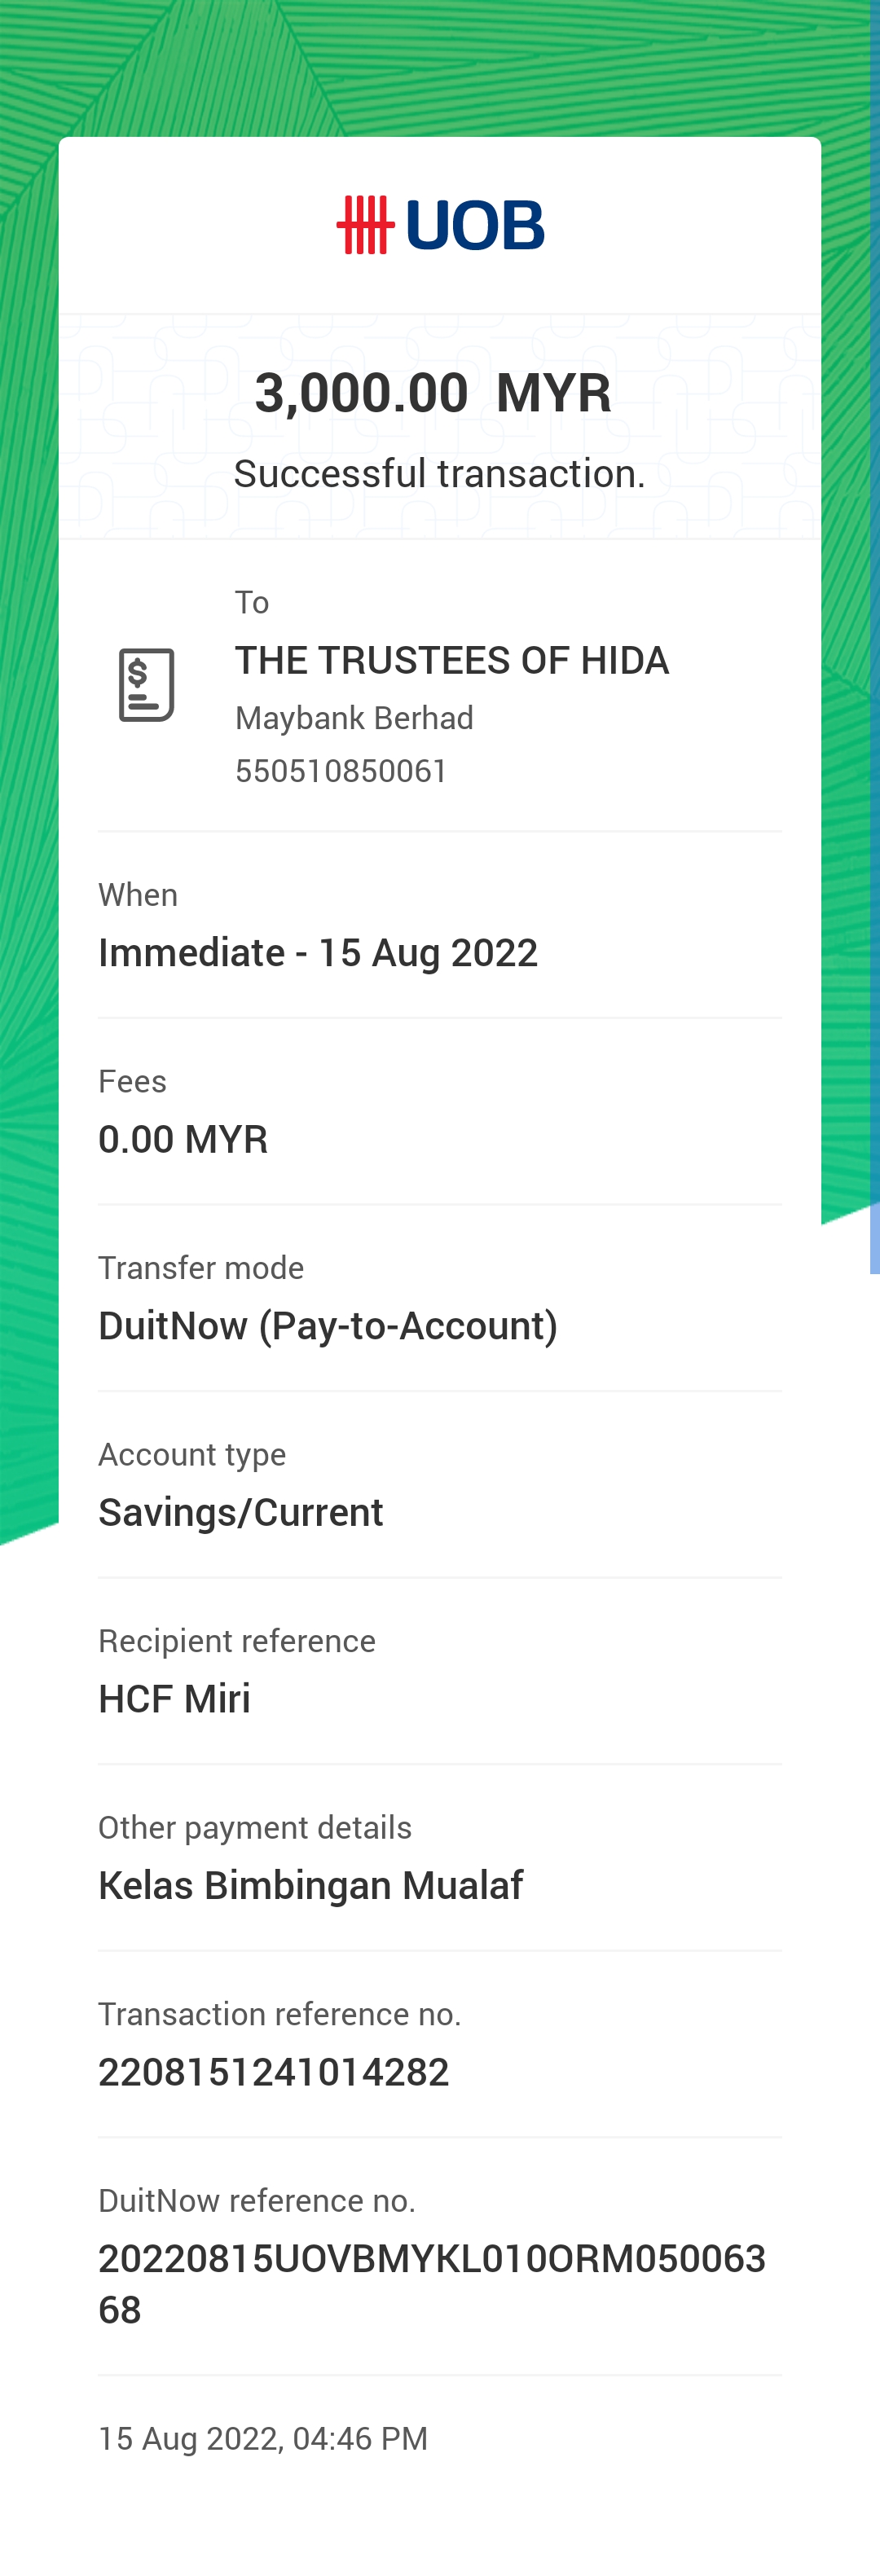 UOB
3,000.00 MYR
Successful transaction.
To
THE TRUSTEES OF HIDA
Maybank Berhad
550510850061
When
Immediate - 15 Aug 2022
Fees
0.00 MYR
Transfer mode
DuitNow (Pay-to-Account)
Account type
Savings/Current
Recipient reference
HCF Miri
Other payment details
Kelas Bimbingan Mualaf
Transaction reference no.
2208151241014282
DuitNow reference no.
20220815UOVBMYKL010ORM050063
68
15 Aug 2022, 04:46 PM